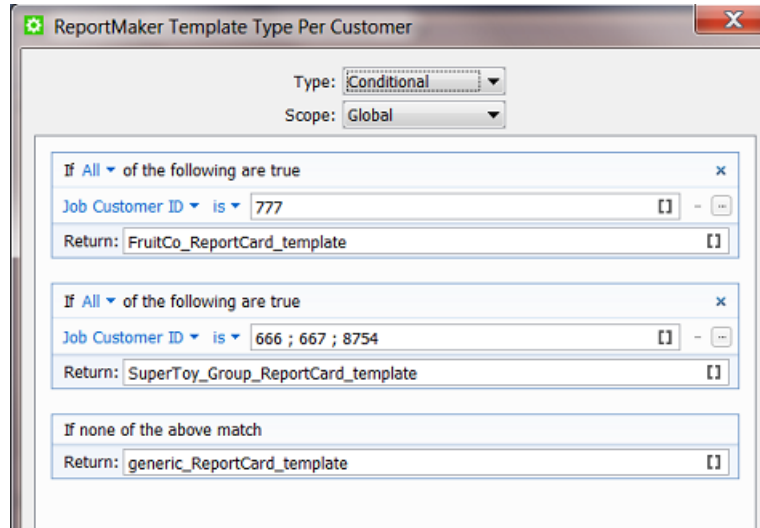 ReportMaker Template Type Per Customer
Type: Conditional
Scope: Global
If All of the following are true
Job Customer ID is 777
Return: FruitCo_ReportCard_template
If All of the following are true
Job Customer ID is 666 ; 667 ; 8754
Return: SuperToy_Group_ReportCard_template
If none of the above match
Return: generic_ReportCard_template